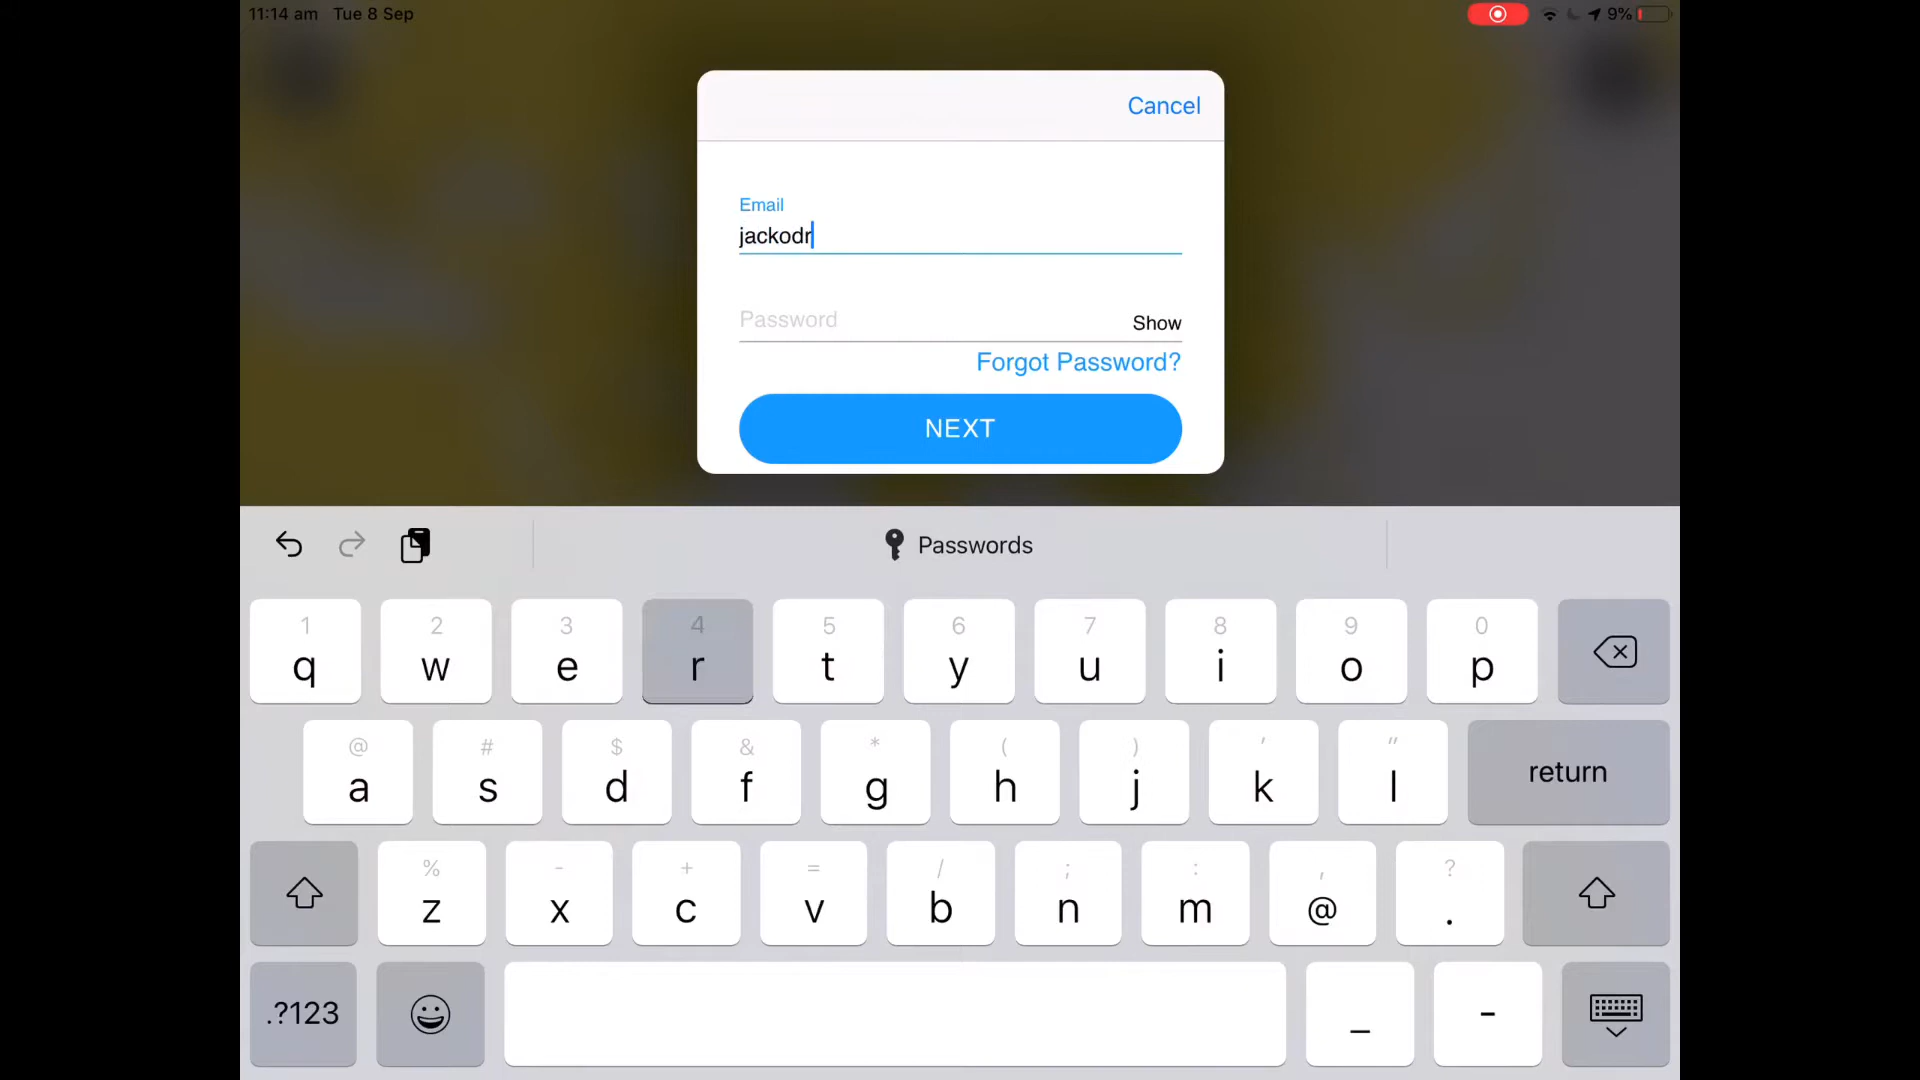 11:14 am Tue 8 Sep 9%
Cancel
Email
jackodr
Password Show
Forgot Password?
NEXT
Passwords
1 2 3 4 5 6 7 8 9 0
q w e r t y u i o p
@ # $ & * ( ) ' "
a s d f g h j k l return
% - + = / ; : , ?
z x c v b n m @ .
.?123 _ -